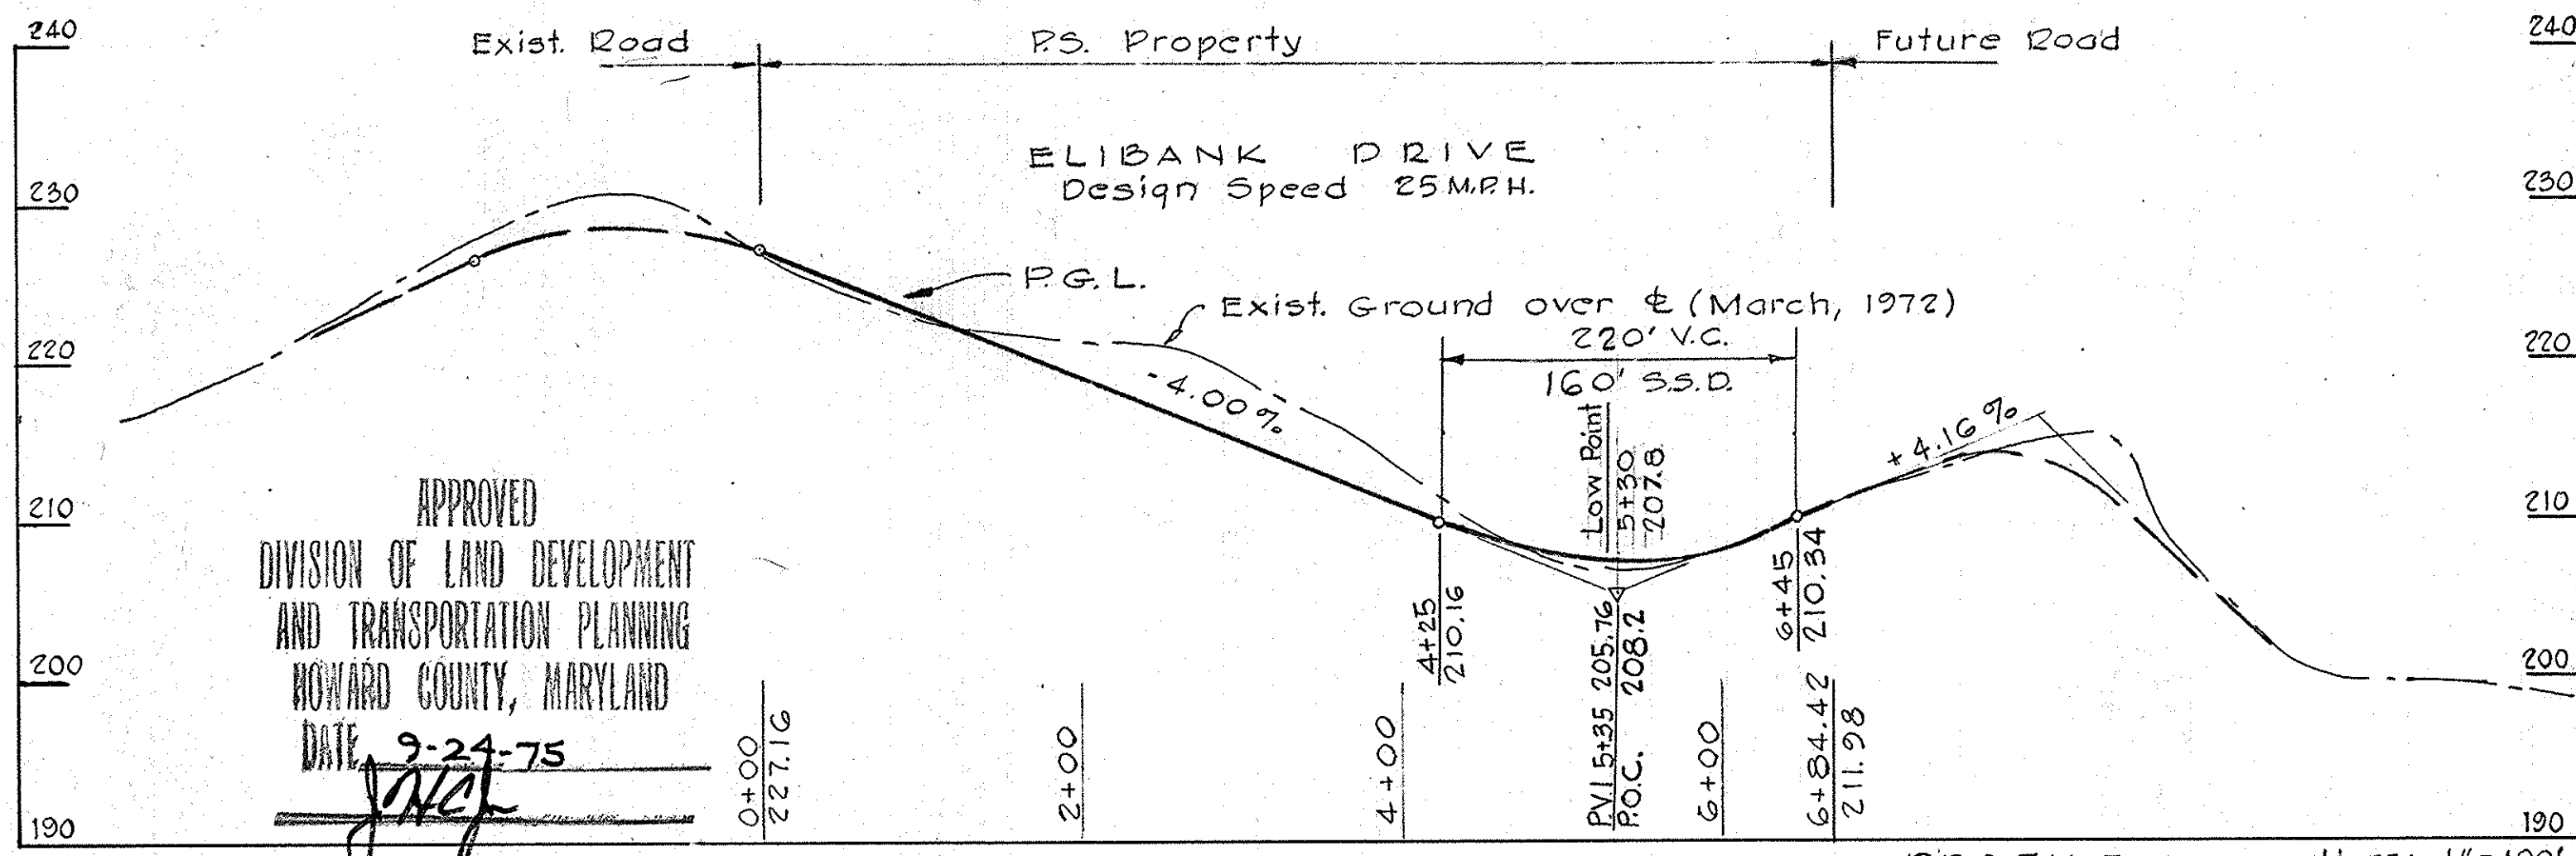 240
240
Exist. Road
P.S. Property
Future Road
ELIBANK DRIVE
Design Speed 25 M.P.H.
230
230
P.G.L.
Exist. Ground over ℄ (March, 1972)
220' V.C.
160' S.S.D.
220
220
-4.00%
Low Point
5+30
207.8
+4.16%
210
210
APPROVED
DIVISION OF LAND DEVELOPMENT
AND TRANSPORTATION PLANNING
HOWARD COUNTY, MARYLAND
DATE 9-24-75
4+25
210.16
P.V.I. 5+35 205.76
P.O.C. 208.2
6+45
210.34
200
200
0+00
227.16
2+00
4+00
6+00
6+84.42
211.98
190
190